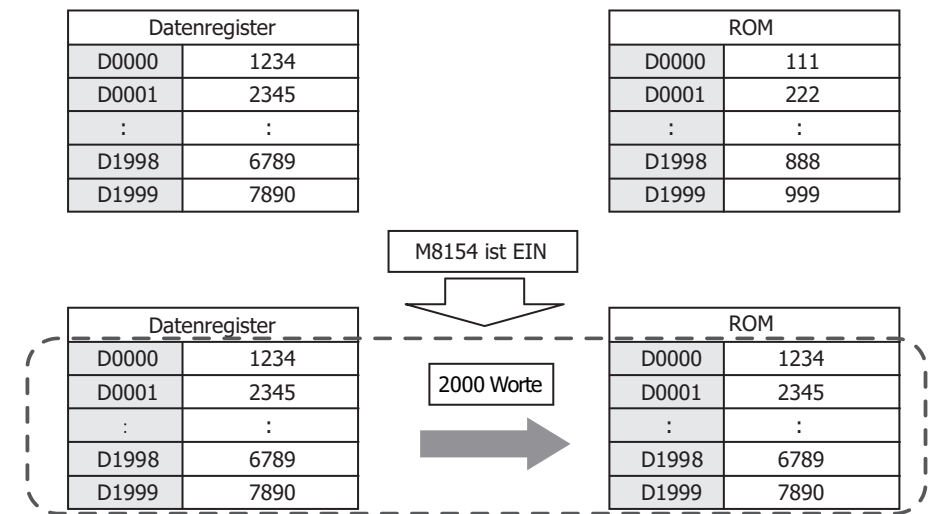 Datenregister ROM
D0000 1234 D0000 111
D0001 2345 D0001 222
: : : :
D1998 6789 D1998 888
D1999 7890 D1999 999
M8154 ist EIN
Datenregister ROM
D0000 1234 D0000 1234
2000 Worte
D0001 2345 D0001 2345
: : : :
D1998 6789 D1998 6789
D1999 7890 D1999 7890